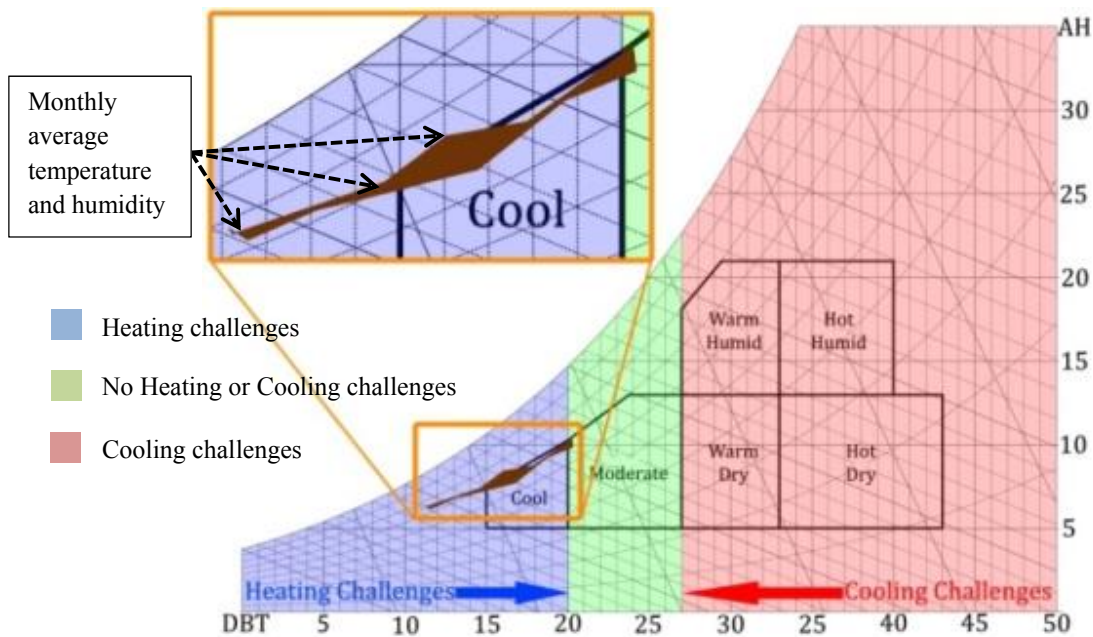 AH
Monthly
average
temperature
and humidity
30
Cool
25
20
Heating challenges
Warm
Humid
Hot
Humid
15
No Heating or Cooling challenges
10
Cooling challenges
Moderate
Warm
Dry
Hot
Dry
Cool
5
Heating Challenges
Cooling Challenges
DBT 5 10 15 20 25 30 35 40 45 50